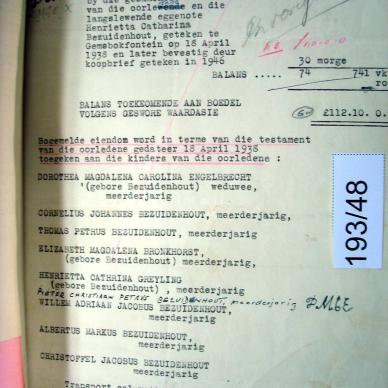 by die
van die oorledene en die
langslewende eggenote
Henrietta Catharina
Bezuidenhout, geteken te
Gemsbokfontein op 18 April
1938 en later bevestig deur
koopbrief geteken in 1946
30 morge
BALANS ..... 74 741 vk
ro
BALANS TOEKOMENDE AAN BOEDEL
VOLGENS GESWORE WAARDASIE £112.10. 0.
Bogemelde eiendom word in terme van die testament
van die oorledene gedateer 18 April 1938
toegeken aan die kinders van die oorledene :
DOROTHEA MAGDALENA CAROLINA ENGELBRECHT
(gebore Bezuidenhout) weduwee,
meerderjarig
193/48
CORNELIUS JOHANNES BEZUIDENHOUT, meerderjarig,
THOMAS PETRUS BEZUIDENHOUT, meerderjarig,
ELIZABETH MAGDALENA BRONKHORST,
(gebore Bezuidenhout) meerderjarig,
HENRIETTA CATHRINA GREYLING
(gebore Bezuidenhout) , meerderjarig
PIETER CHRISTIAAN PETRUS BEZUIDENHOUT, meerderjarig
WILLEM ADRIAAN JACOBUS BEZUIDENHOUT,
meerderjarig
ALBERTUS MARKUS BEZUIDENHOUT,
meerderjarig
CHRISTOFFEL JACOBUS BEZUIDENHOUT
meerderjarig